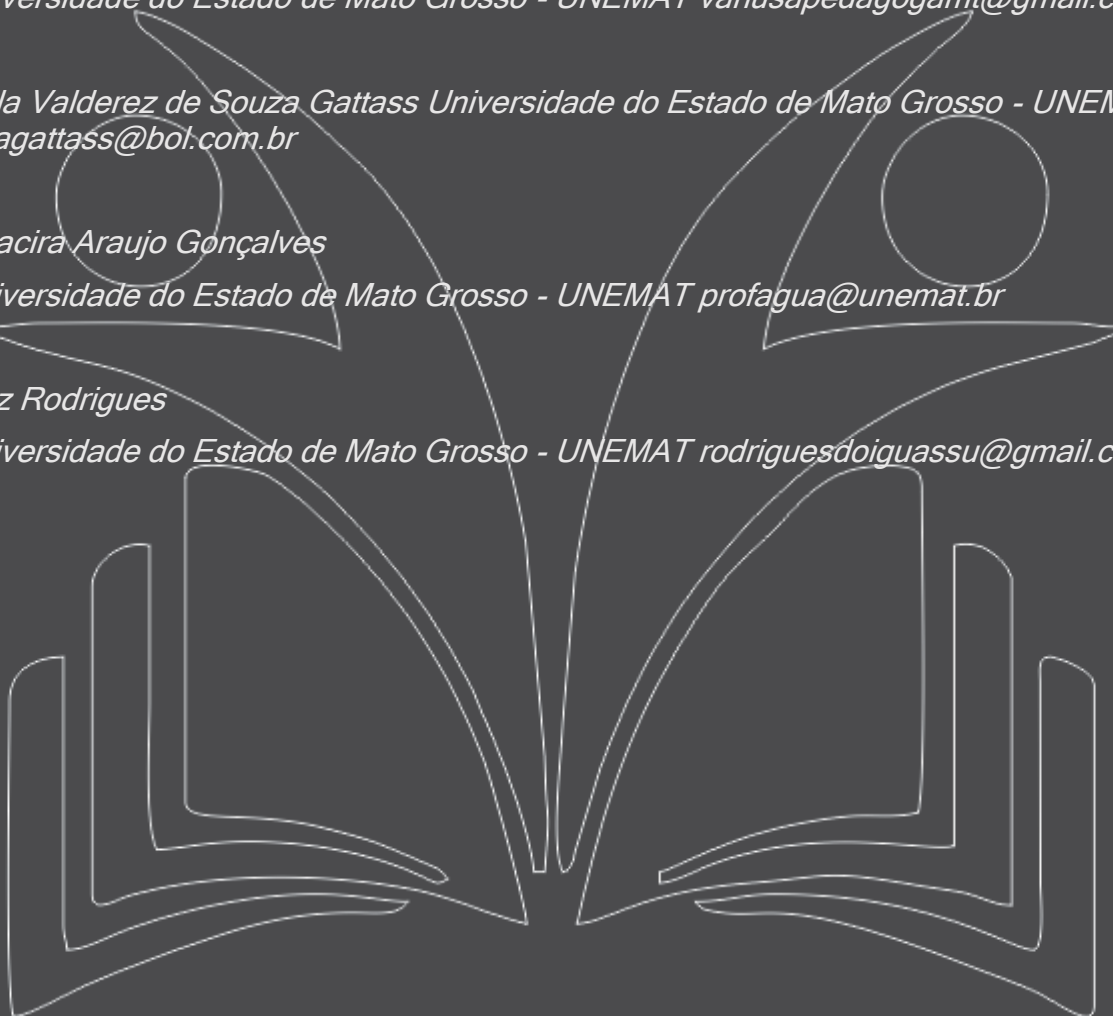 versidade do Estado de Mato Grosso - UNEMAT vanusapedagogamt@gmail.c
la Valderez de Souza Gattass Universidade do Estado de Mato Grosso - UNEM
agattass@bol.com.br
acira Araujo Gonçalves
iversidade do Estado de Mato Grosso - UNEMAT profagua@unemat.br
z Rodrigues
iversidade do Estado de Mato Grosso - UNEMAT rodriguesdoiguassu@gmail.c